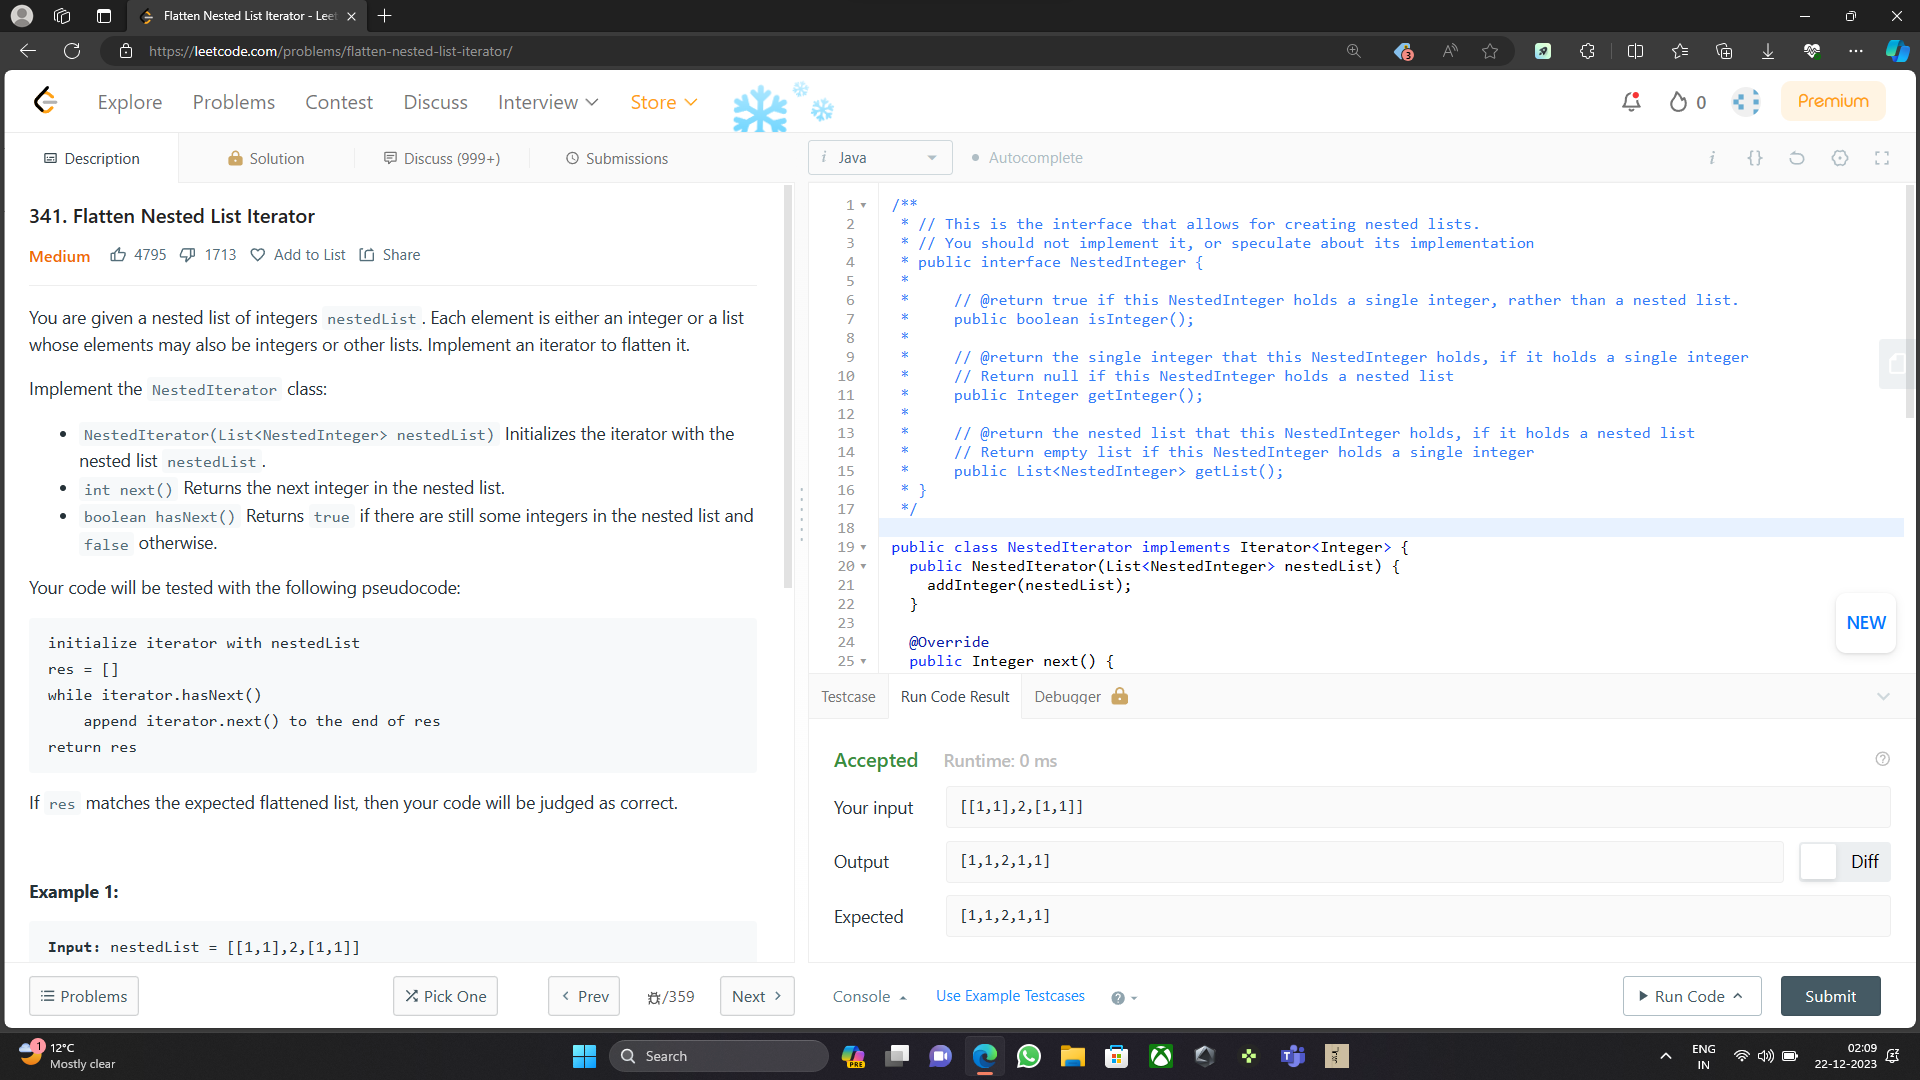 Flatten Nested List Iterator - Leet
https://leetcode.com/problems/flatten-nested-list-iterator/
3
Explore Problems Contest Discuss Interview Store
0
Premium
Description
Solution
Discuss (999+)
Submissions
341. Flatten Nested List Iterator
Medium 4795 1713 Add to List Share
You are given a nested list of integers nestedList . Each element is either an integer or a list
whose elements may also be integers or other lists. Implement an iterator to flatten it.
Implement the NestedIterator class:
• NestedIterator(List<NestedInteger> nestedList) Initializes the iterator with the
nested list nestedList .
• int next() Returns the next integer in the nested list.
• boolean hasNext() Returns true if there are still some integers in the nested list and
false otherwise.
Your code will be tested with the following pseudocode:
initialize iterator with nestedList
res = []
while iterator.hasNext()
    append iterator.next() to the end of res
return res
If res matches the expected flattened list, then your code will be judged as correct.
Example 1:
Input: nestedList = [[1,1],2,[1,1]]
Problems
Pick One
Prev
/359
Next
i Java
Autocomplete
i {}
1 /**
2  * // This is the interface that allows for creating nested lists.
3  * // You should not implement it, or speculate about its implementation
4  * public interface NestedInteger {
5  *
6  *     // @return true if this NestedInteger holds a single integer, rather than a nested list.
7  *     public boolean isInteger();
8  *
9  *     // @return the single integer that this NestedInteger holds, if it holds a single integer
10  *     // Return null if this NestedInteger holds a nested list
11  *     public Integer getInteger();
12  *
13  *     // @return the nested list that this NestedInteger holds, if it holds a nested list
14  *     // Return empty list if this NestedInteger holds a single integer
15  *     public List<NestedInteger> getList();
16  * }
17  */
18
19 public class NestedIterator implements Iterator<Integer> {
20   public NestedIterator(List<NestedInteger> nestedList) {
21     addInteger(nestedList);
22   }
23
24   @Override
25   public Integer next() {
NEW
Testcase
Run Code Result
Debugger
Accepted Runtime: 0 ms
Your input [[1,1],2,[1,1]]
Output [1,1,2,1,1]
Diff
Expected [1,1,2,1,1]
Console
Use Example Testcases
Run Code
Submit
1
12°C
Mostly clear
Search
PRE
ENG
IN
02:09
22-12-2023